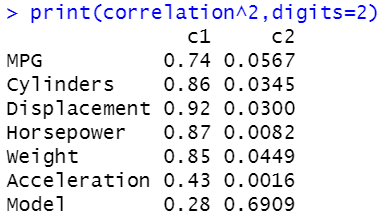 > print(correlation^2,digits=2)
c1 c2
MPG 0.74 0.0567
Cylinders 0.86 0.0345
Displacement 0.92 0.0300
Horsepower 0.87 0.0082
Weight 0.85 0.0449
Acceleration 0.43 0.0016
Model 0.28 0.6909